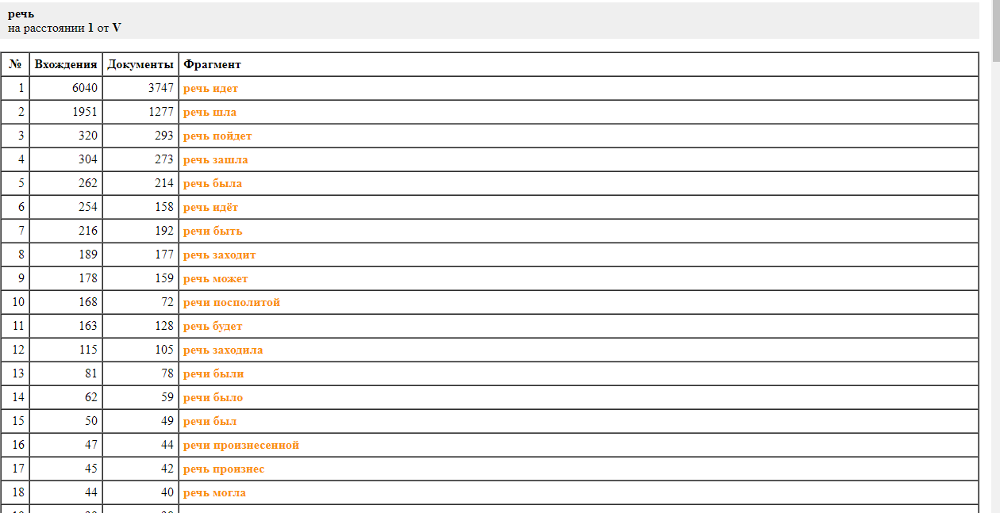 речь
на расстоянии 1 от V
№ Вхождения Документы Фрагмент
1 6040 3747 речь идет
2 1951 1277 речь шла
3 320 293 речь пойдет
4 304 273 речь зашла
5 262 214 речь была
6 254 158 речь идёт
7 216 192 речи быть
8 189 177 речь заходит
9 178 159 речь может
10 168 72 речи посполитой
11 163 128 речь будет
12 115 105 речь заходила
13 81 78 речи были
14 62 59 речи было
15 50 49 речи был
16 47 44 речи произнесенной
17 45 42 речь произнес
18 44 40 речь могла